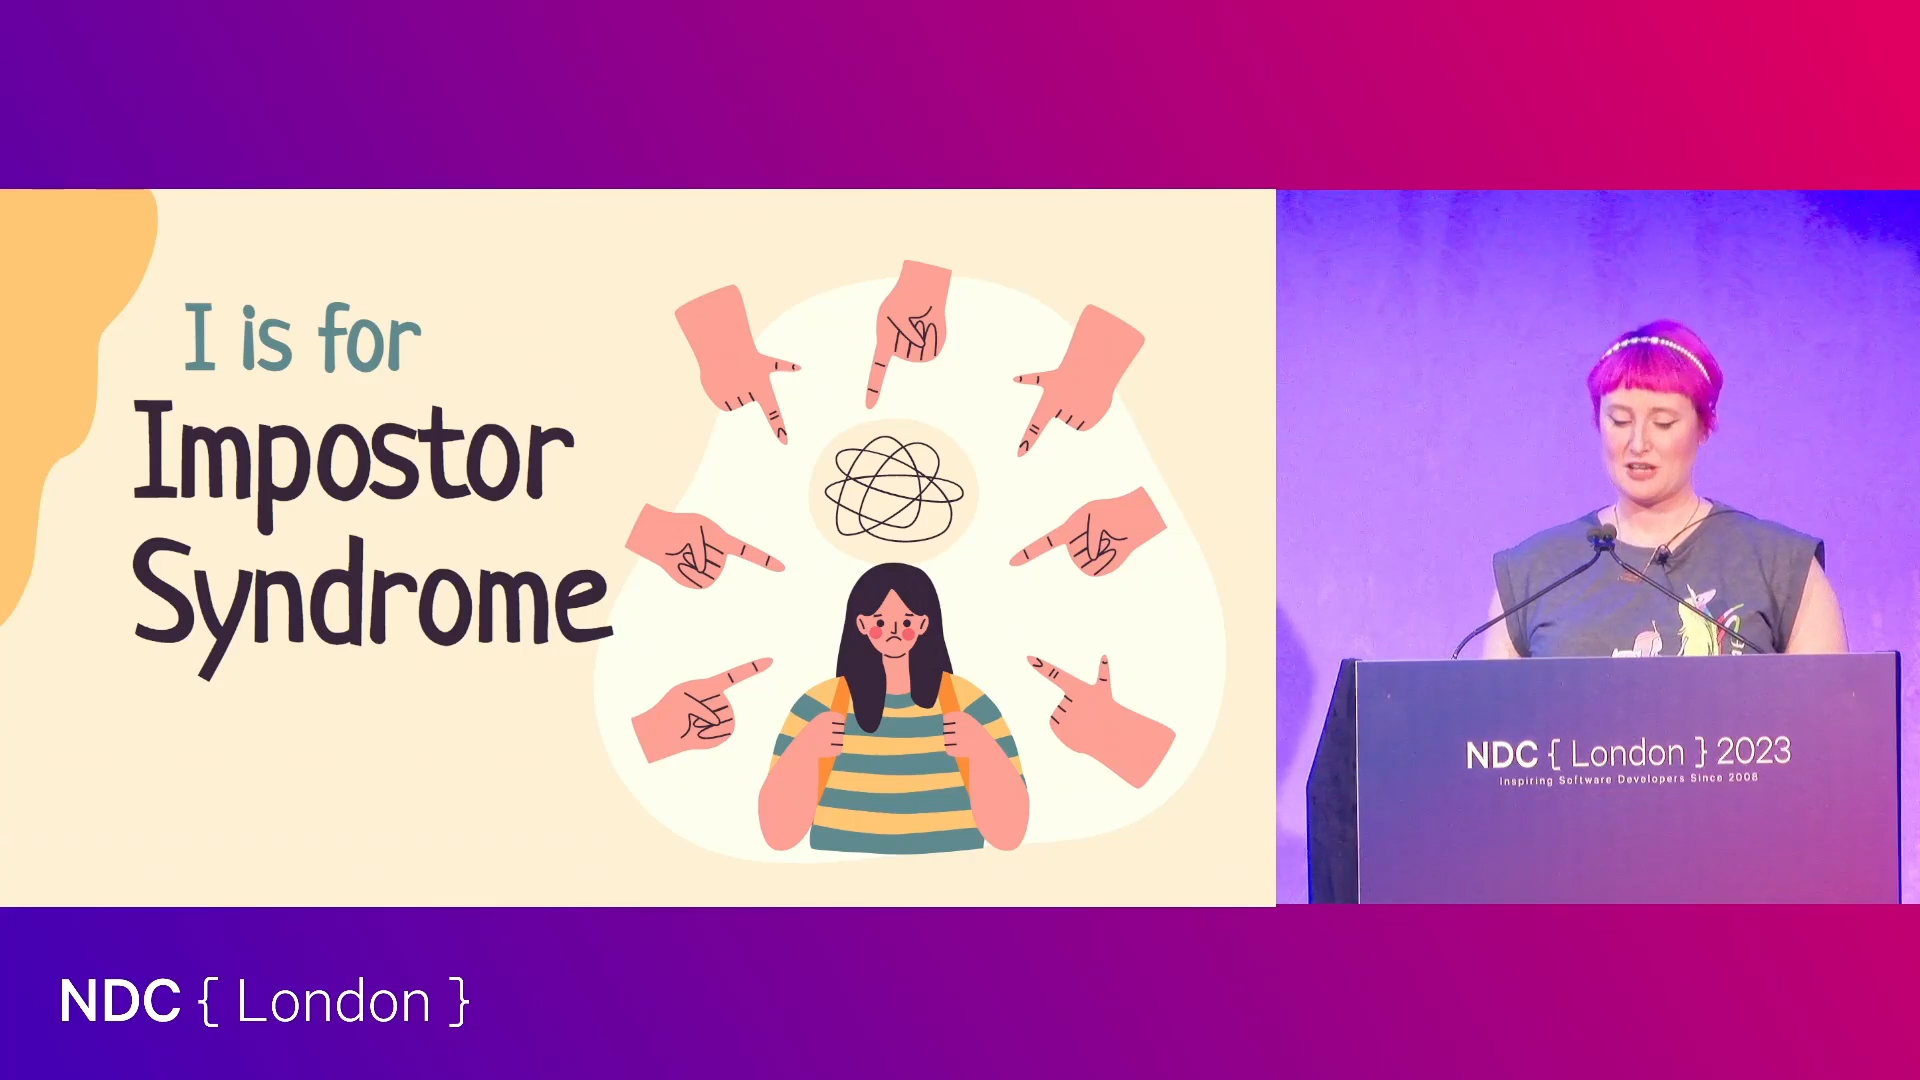 I is for
Impostor
Syndrome
NDC { London } 2023
Inspiring Software Developers Since 2008
NDC { London }